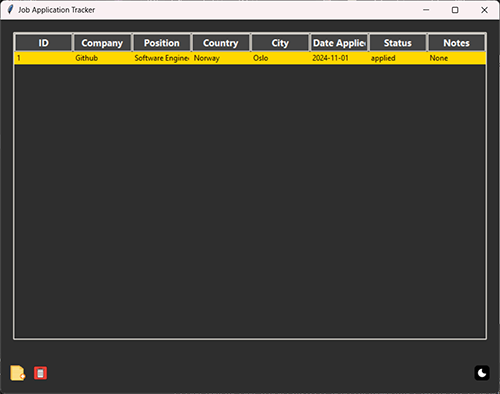 Job Application Tracker
ID Company Position Country City Date Applie Status Notes
1 Github Software Engine Norway Oslo 2024-11-01 applied None